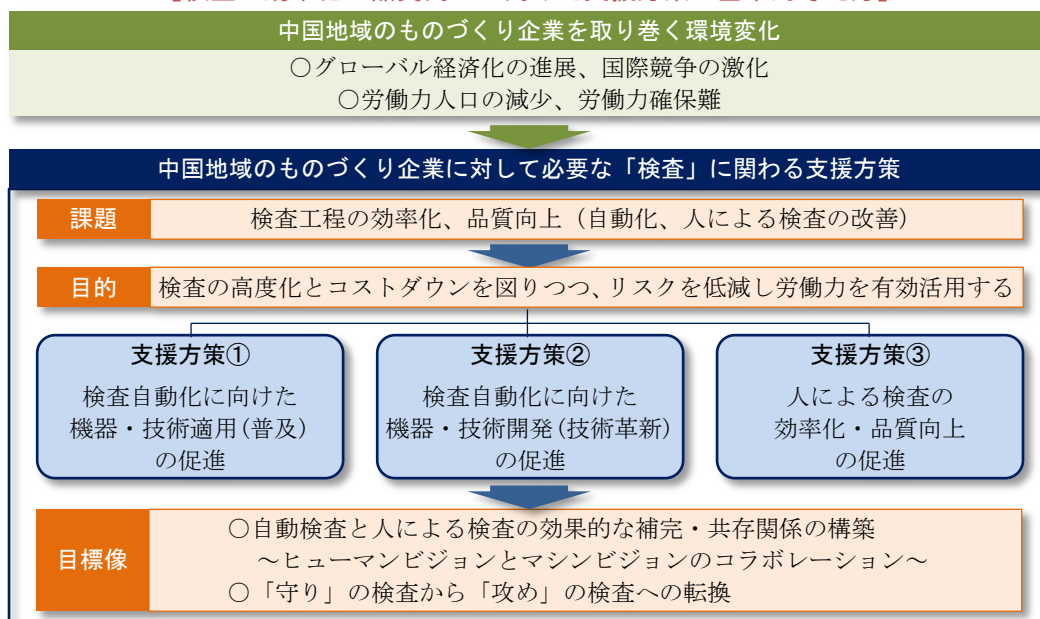 中国地域のものづくり企業を取り巻く環境変化
○グローバル経済化の進展、国際競争の激化
○労働力人口の減少、労働力確保難
中国地域のものづくり企業に対して必要な「検査」に関わる支援方策
課題
検査工程の効率化、品質向上（自動化、人による検査の改善）
目的
検査の高度化とコストダウンを図りつつ、リスクを低減し労働力を有効活用する
支援方策①
検査自動化に向けた
機器・技術適用(普及)
の促進
支援方策②
検査自動化に向けた
機器・技術開発(技術革新)
の促進
支援方策③
人による検査の
効率化・品質向上
の促進
目標像
○自動検査と人による検査の効果的な補完・共存関係の構築
～ヒューマンビジョンとマシンビジョンのコラボレーション～
○「守り」の検査から「攻め」の検査への転換